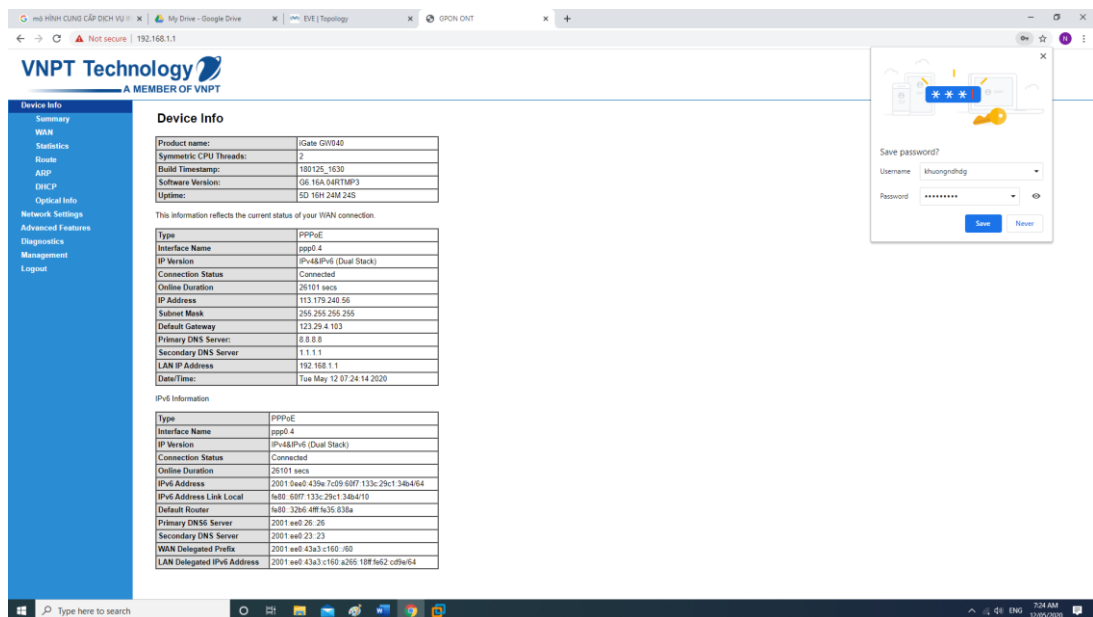 mô HÌNH CUNG CẤP DỊCH VỤ
My Drive - Google Drive
EVE | Topology
GPON ONT
Not secure | 192.168.1.1
N
VNPT Technology
A MEMBER OF VNPT
Device Info
Summary
WAN
Statistics
Route
ARP
DHCP
Optical Info
Network Settings
Advanced Features
Diagnostics
Management
Logout
Device Info
Product name: iGate GW040
Symmetric CPU Threads: 2
Build Timestamp: 180125_1630
Software Version: G6.16A.04RTMP3
Uptime: 5D 16H 24M 24S
This information reflects the current status of your WAN connection.
Type PPPoE
Interface Name ppp0.4
IP Version IPv4&IPv6 (Dual Stack)
Connection Status Connected
Online Duration 26101 secs
IP Address 113.179.240.56
Subnet Mask 255.255.255.255
Default Gateway 123.29.4.103
Primary DNS Server: 8.8.8.8
Secondary DNS Server 1.1.1.1
LAN IP Address 192.168.1.1
Date/Time: Tue May 12 07:24:14 2020
IPv6 Information
Type PPPoE
Interface Name ppp0.4
IP Version IPv4&IPv6 (Dual Stack)
Connection Status Connected
Online Duration 26101 secs
IPv6 Address 2001:0ee0:439e:7c09:60f7:133c:29c1:34b4/64
IPv6 Address Link Local fe80::60f7:133c:29c1:34b4/10
Default Router fe80::32b6:4fff:fe35:838a
Primary DNS6 Server 2001:ee0:26::26
Secondary DNS Server 2001:ee0:23::23
WAN Delegated Prefix 2001:ee0:43a3:c160::/60
LAN Delegated IPv6 Address 2001:ee0:43a3:c160:a265:18ff:fe62:cd9e/64
* * *
Save password?
Username khuongndhdg
Password •••••••••
Save Never
Type here to search
ENG
7:24 AM
12/05/2020